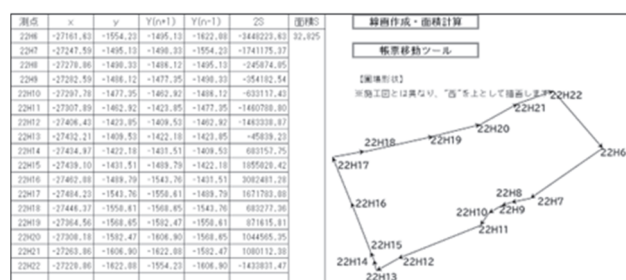 測点 x y Y(n+1) Y(n-1) 2S 面積S
22H6 -27161.63 -1554.23 -1495.13 -1622.88 -3448223.63 32,825
22H7 -27247.59 -1495.13 -1490.33 -1554.23 -1741175.37
22H8 -27278.86 -1490.33 -1486.12 -1495.13 -245874.05
22H9 -27282.59 -1486.12 -1477.35 -1490.33 -354182.54
22H10 -27297.78 -1477.35 -1462.92 -1486.12 -633117.43
22H11 -27307.89 -1462.92 -1423.85 -1477.35 -1460788.80
22H12 -27406.43 -1423.85 -1409.53 -1462.92 -1463338.87
22H13 -27432.21 -1409.53 -1422.18 -1423.85 -45839.23
22H14 -27434.97 -1422.18 -1431.51 -1409.53 603157.75
22H15 -27439.10 -1431.51 -1489.79 -1422.18 1855028.42
22H16 -27462.88 -1489.79 -1543.76 -1431.51 3082481.28
22H17 -27484.23 -1543.76 -1558.61 -1489.79 1671783.08
22H18 -27446.37 -1558.61 -1568.65 -1543.76 683277.36
22H19 -27364.56 -1568.65 -1582.47 -1558.61 871615.81
22H20 -27308.18 -1582.47 -1606.90 -1568.65 1044565.35
22H21 -27263.86 -1606.90 -1622.88 -1582.47 1080112.38
22H22 -27228.86 -1622.88 -1554.23 -1606.90 -1433831.47
線画作成・面積計算
帳票移動ツール
【圃場形状】
※施工図とは異なり、"西"を上として描画します
22H22
22H21
22H20
22H19
22H18
22H17
22H6
22H16
22H8
22H7
22H9
22H10
22H11
22H15
22H14
22H12
22H13